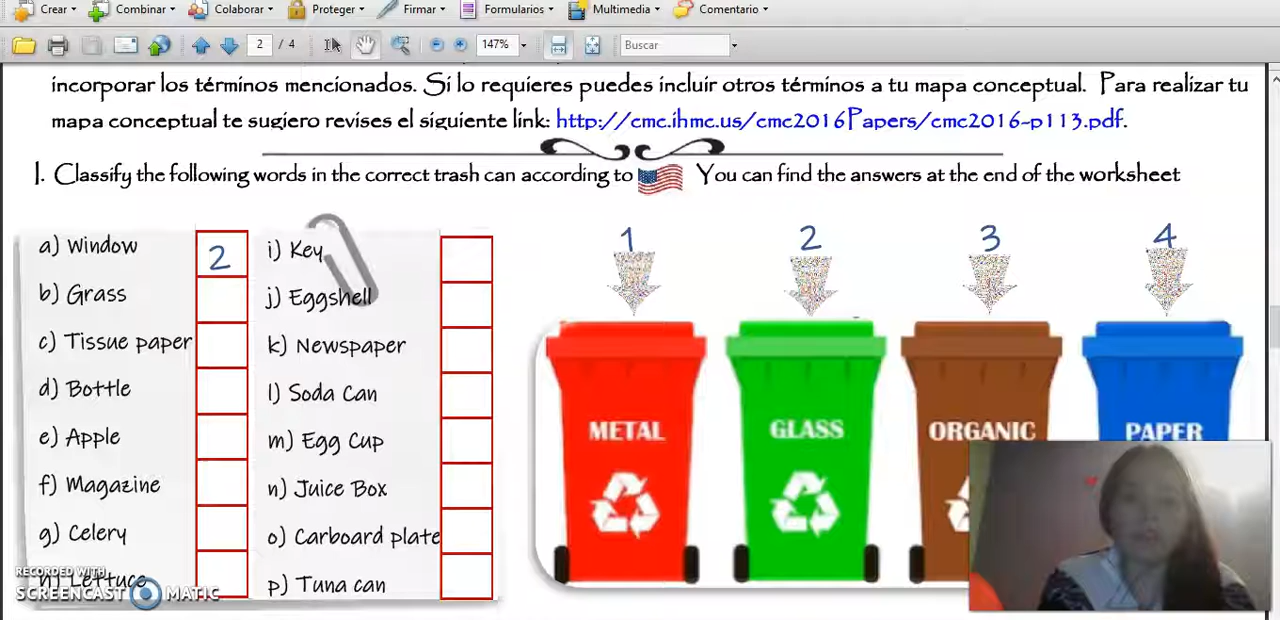 Crear Combinar Colaborar Proteger Firmar Formularios Multimedia Comentario
2 / 4 147% Buscar
incorporar los términos mencionados. Si lo requieres puedes incluir otros términos a tu mapa conceptual. Para realizar tu
mapa conceptual te sugiero revises el siguiente link: http://cmc.ihmc.us/cmc2016Papers/cmc2016-p113.pdf.
I. Classify the following words in the correct trash can according to You can find the answers at the end of the worksheet
a) Window 2
b) Grass
c) Tissue paper
d) Bottle
e) Apple
f) Magazine
g) Celery
h) Lettuce
i) Key
j) Eggshell
k) Newspaper
l) Soda Can
m) Egg Cup
n) Juice Box
o) Carboard plate
p) Tuna can
1 2 3 4
METAL GLASS ORGANIC PAPER
RECORDED WITH
SCREENCAST MATIC